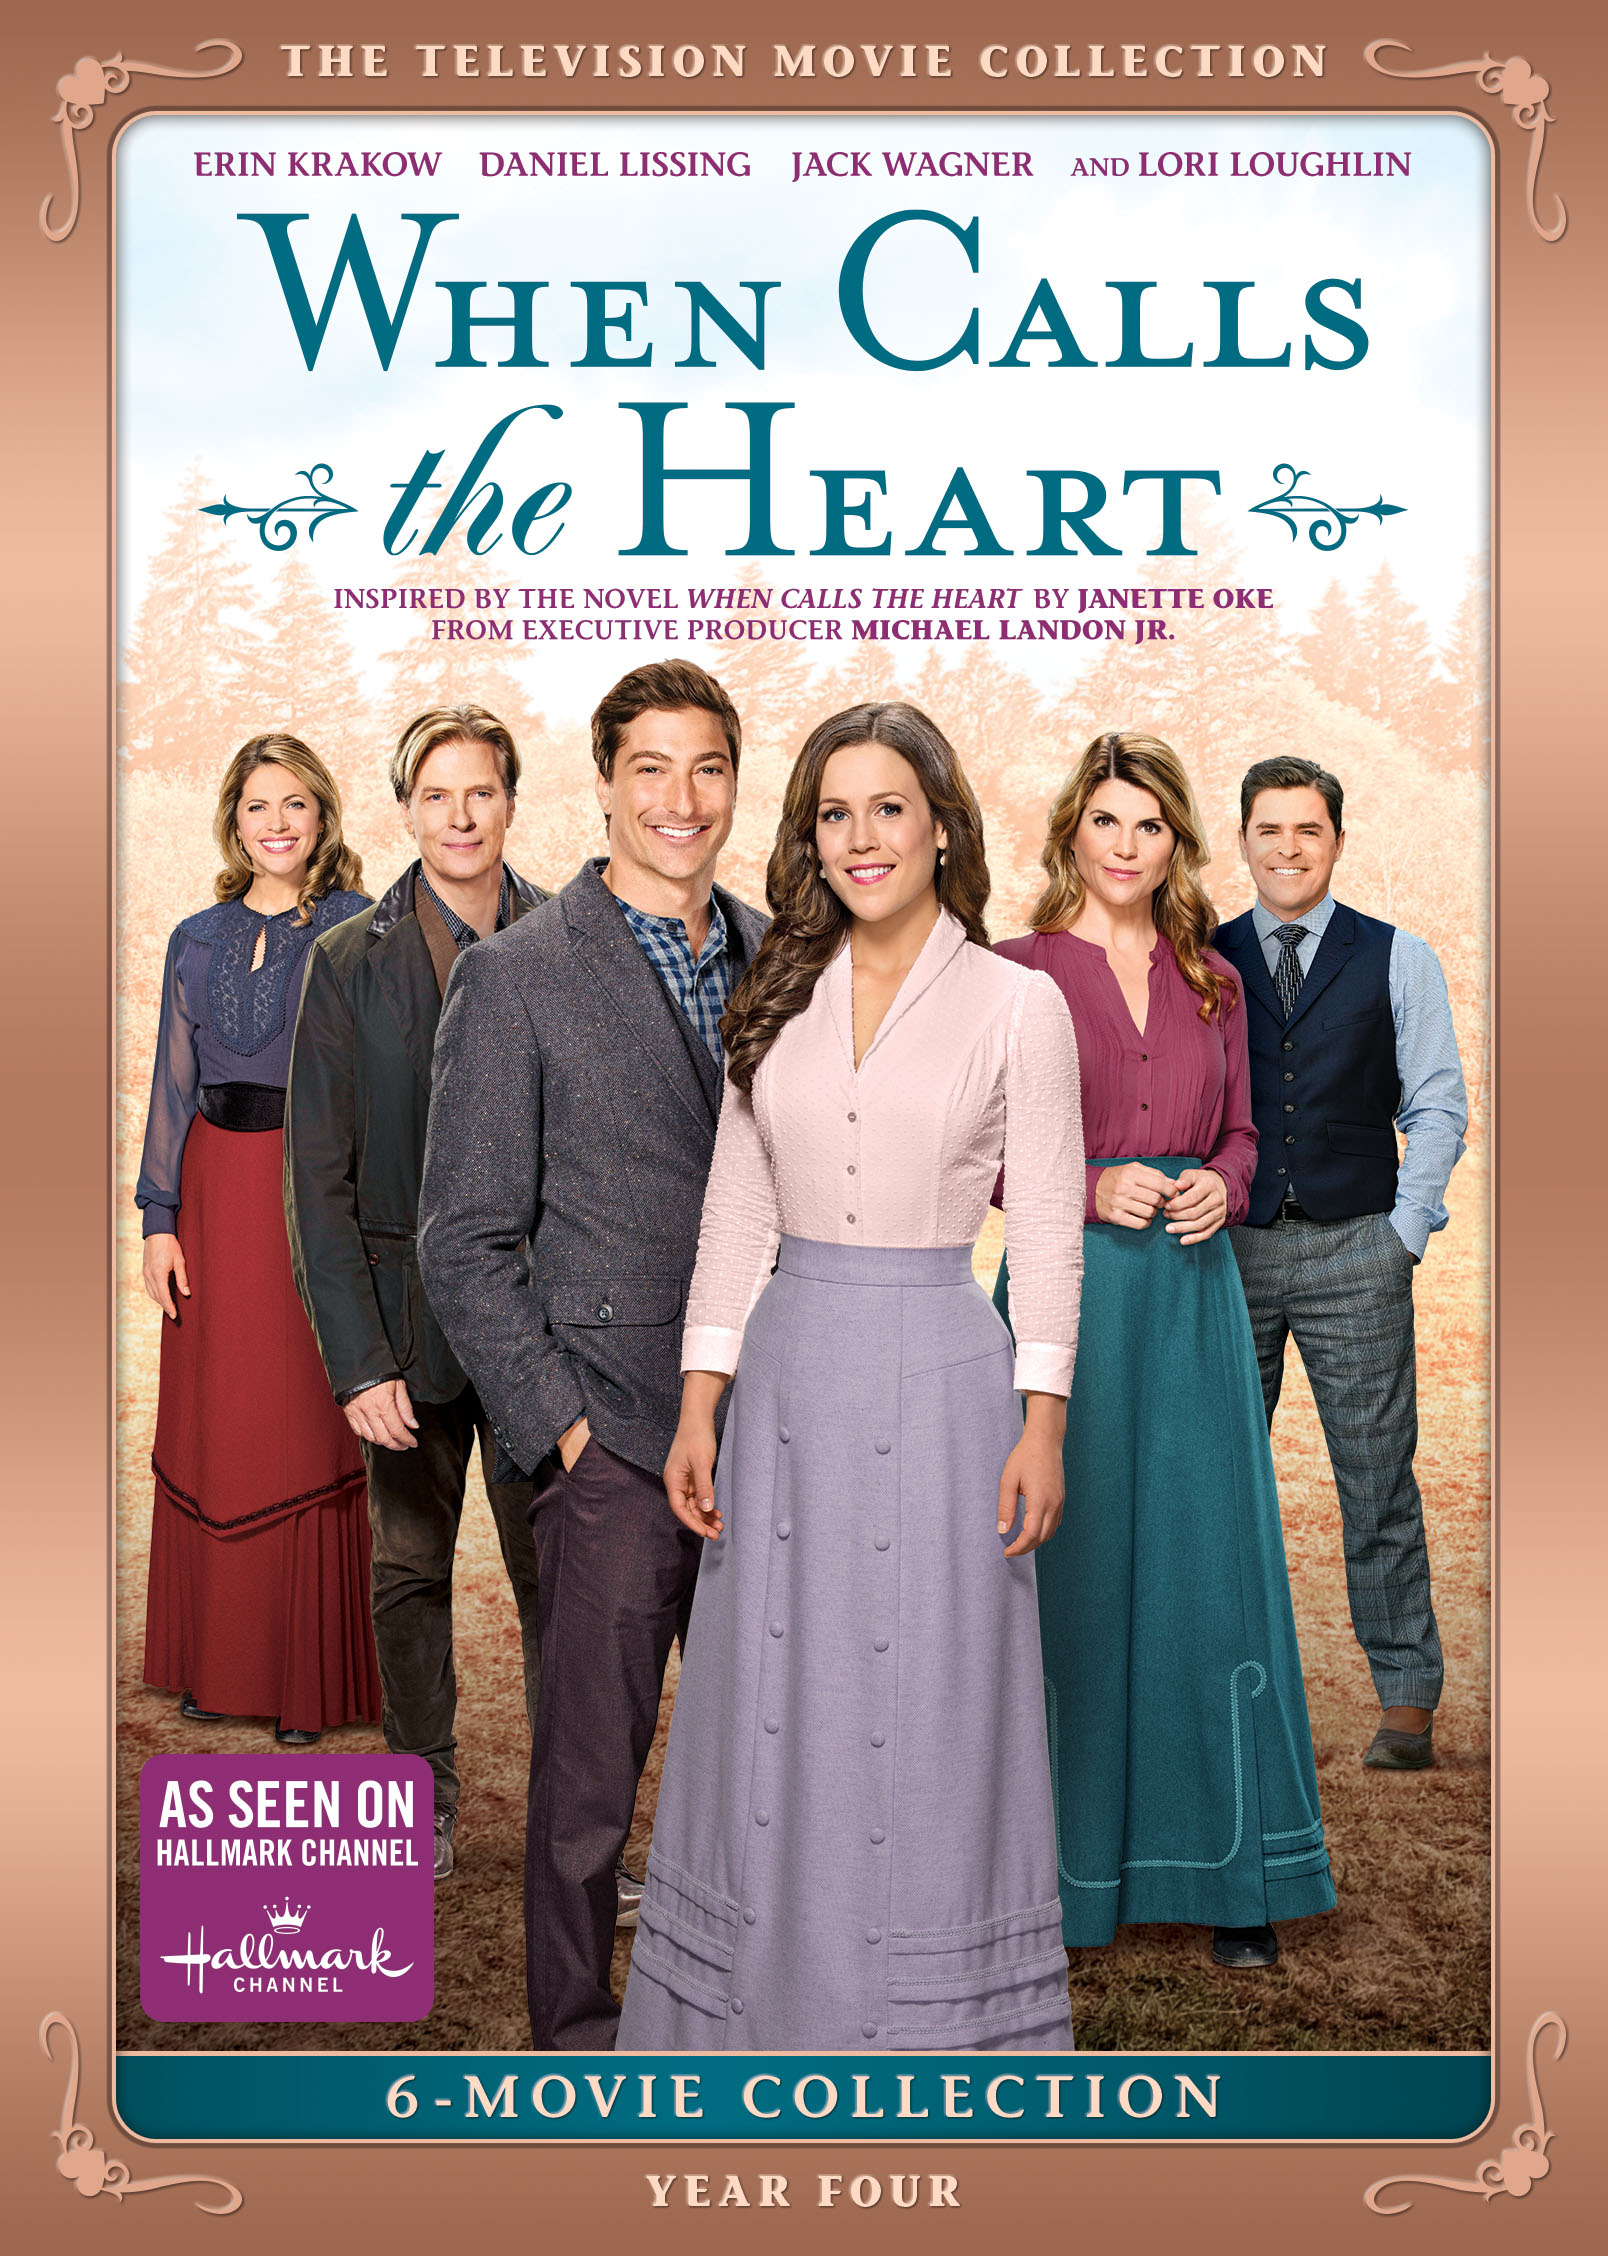 THE TELEVISION MOVIE COLLECTION
ERIN KRAKOW DANIEL LISSING JACK WAGNER AND LORI LOUGHLIN
WHEN CALLS
the HEART
INSPIRED BY THE NOVEL WHEN CALLS THE HEART BY JANETTE OKE
FROM EXECUTIVE PRODUCER MICHAEL LANDON JR.
AS SEEN ON
HALLMARK CHANNEL
Hallmark
CHANNEL
6-MOVIE COLLECTION
YEAR FOUR